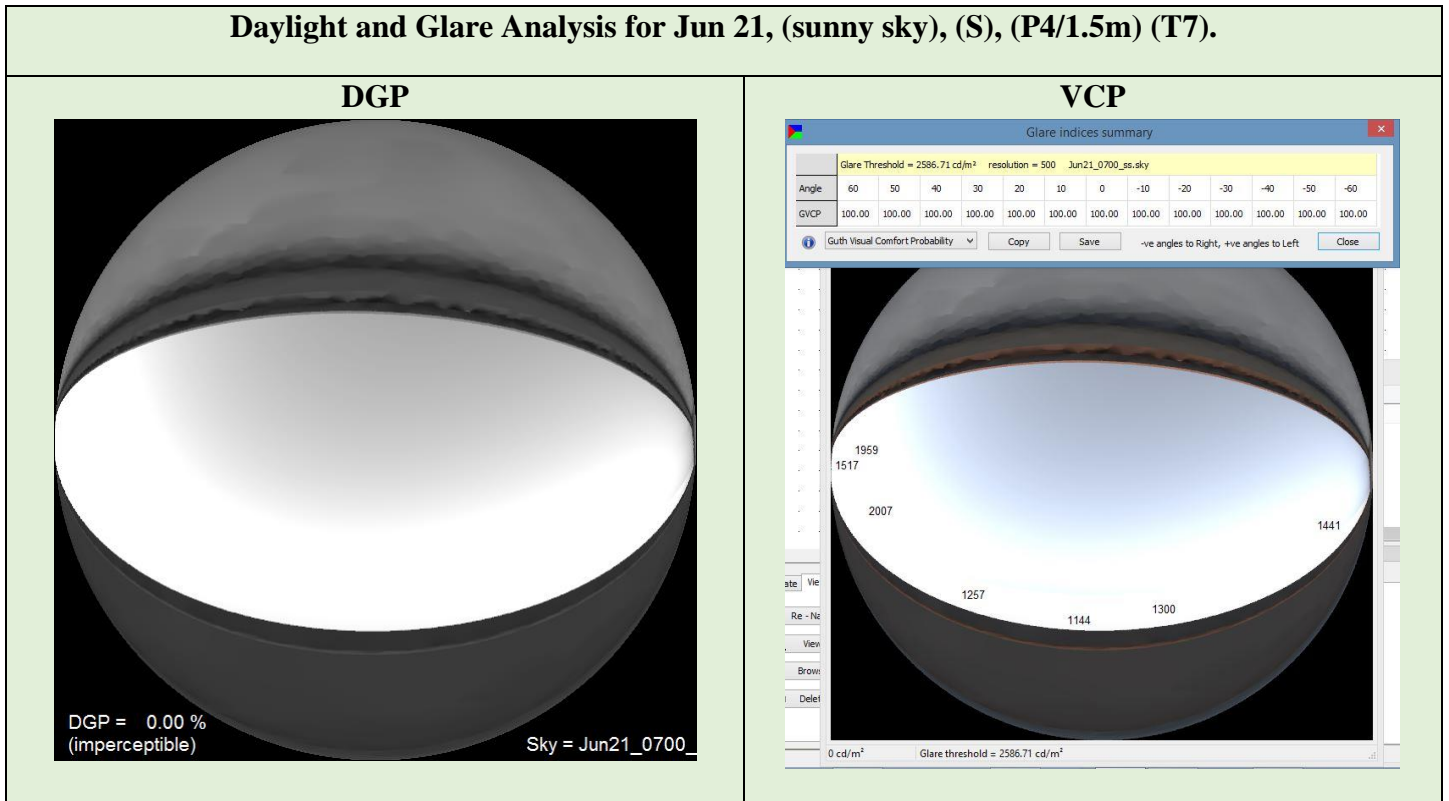 Daylight and Glare Analysis for Jun 21, (sunny sky), (S), (P4/1.5m) (T7).
DGP
DGP = 0.00 %
(imperceptible)
Sky = Jun21_0700_
VCP
Glare indices summary
Glare Threshold = 2586.71 cd/m² resolution = 500 Jun21_0700_ss.sky
Angle 60 50 40 30 20 10 0 -10 -20 -30 -40 -50 -60
GVCP 100.00 100.00 100.00 100.00 100.00 100.00 100.00 100.00 100.00 100.00 100.00 100.00 100.00
Guth Visual Comfort Probability Copy Save -ve angles to Right, +ve angles to Left Close
1959
1517
2007
1441
1257
1300
1144
ate Vie
Re - Na
View
Brow
Delet
0 cd/m² Glare threshold = 2586.71 cd/m²